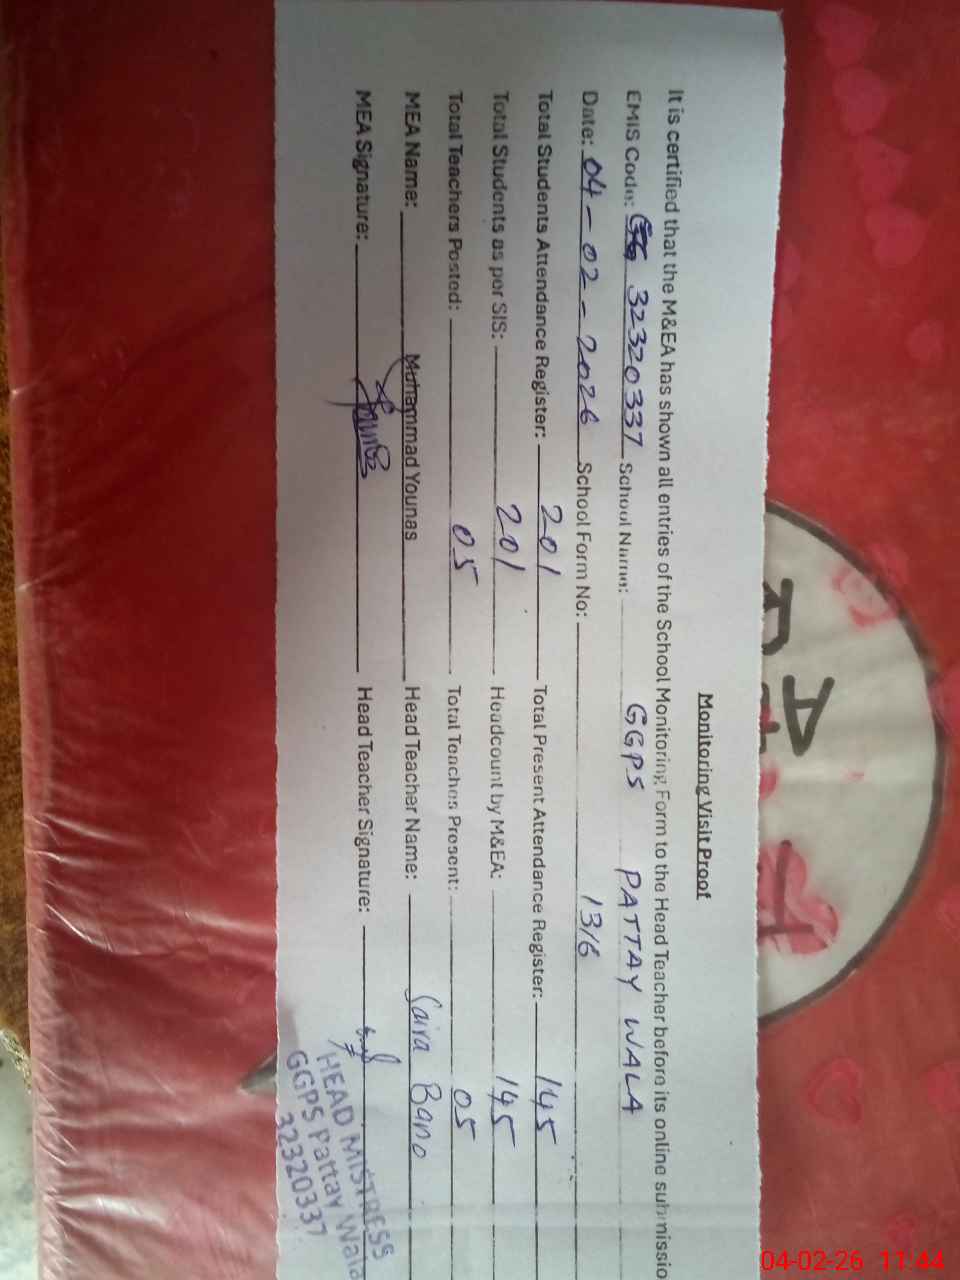 Monitoring Visit Proof
It is certified that the M&EA has shown all entries of the School Monitoring Form to the Head Teacher before its online submissio
EMIS Code: 32320337 School Name: GGPS PATTAY WALA
Date: 04-02-2026 School Form No: 1316
Total Students Attendance Register: 201 Total Present Attendance Register: 145
Total Students as per SIS: 201 Headcount by M&EA: 145
Total Teachers Posted: 05 Total Teaches Present: 05
MEA Name: Muhammad Younas Head Teacher Name: Saira Bano
MEA Signature: Head Teacher Signature:
HEAD MISTRESS
GGPS Pattay Wala
32320337
04-02-26 11:44